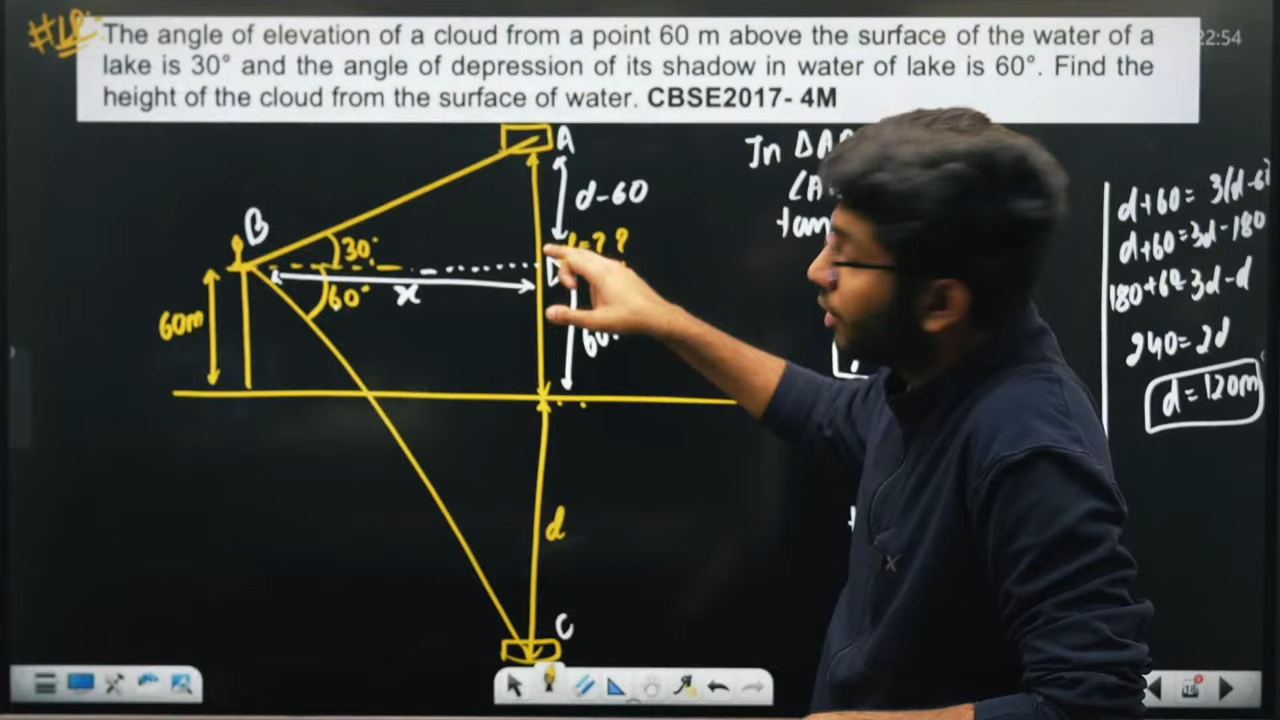 #LR
The angle of elevation of a cloud from a point 60 m above the surface of the water of a
lake is 30° and the angle of depression of its shadow in water of lake is 60°. Find the
height of the cloud from the surface of water. CBSE2017- 4M
22:54
A
d-60
B
30°
60°
x
60m
d
C
In ΔA
∠A
tan
d+60=
d+60=3d-180
180+60=3d-d
240=2d
d=120m
18